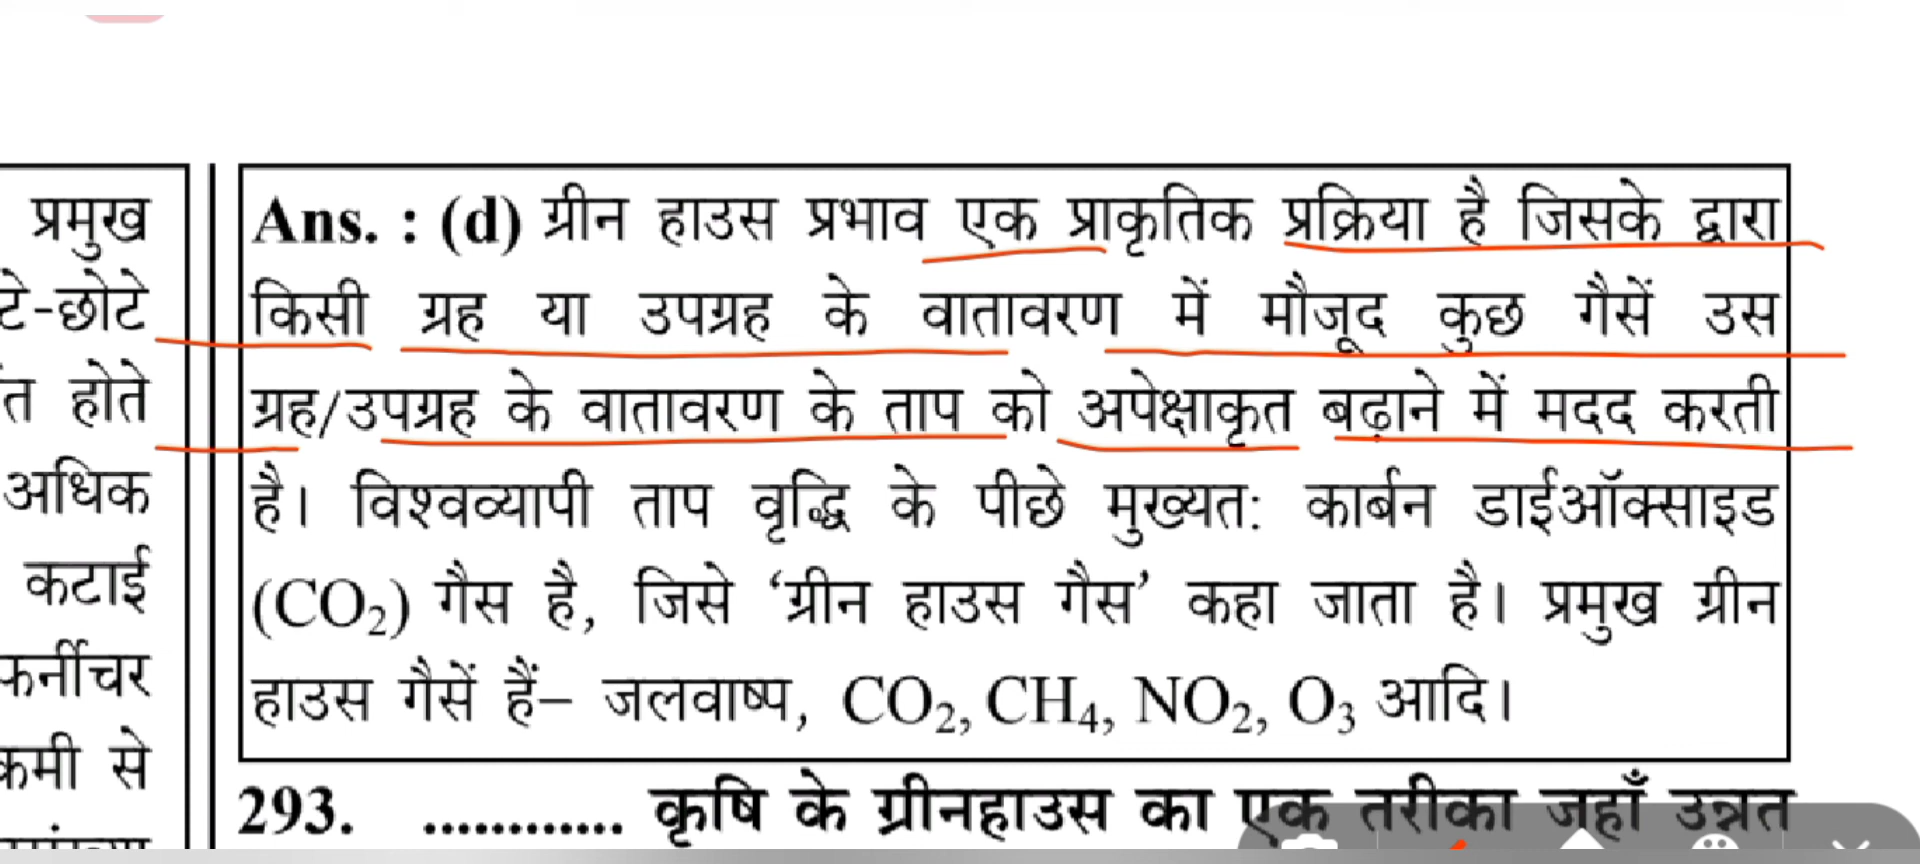 प्रमुख
टे-छोटे
होते
अधिक
कटाई
फर्नीचर
कमी से
Ans. : (d) ग्रीन हाउस प्रभाव एक प्राकृतिक प्रक्रिया है जिसके द्वारा
किसी ग्रह या उपग्रह के वातावरण में मौजूद कुछ गैसें उस
ग्रह/उपग्रह के वातावरण के ताप को अपेक्षाकृत बढ़ाने में मदद करती
है। विश्वव्यापी ताप वृद्धि के पीछे मुख्यत: कार्बन डाईऑक्साइड
(CO₂) गैस है, जिसे ‘ग्रीन हाउस गैस’ कहा जाता है। प्रमुख ग्रीन
हाउस गैसें हैं– जलवाष्प, CO₂, CH₄, NO₂, O₃ आदि।
293. ............ कृषि के ग्रीनहाउस का एक तरीका जहाँ उन्नत